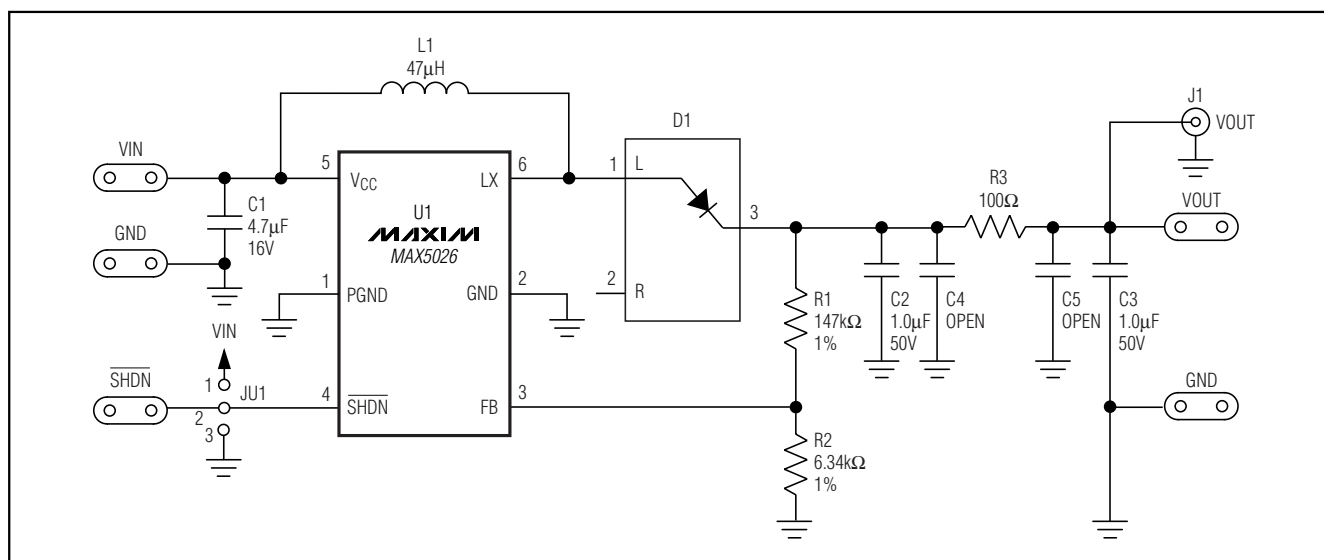 L1
47µH
VIN
GND
C1
4.7µF
16V
5
VCC
LX
6
U1
MAXIM
MAX5026
1
PGND
GND
2
VIN
SHDN
1
2
3
JU1
4
SHDN
FB
3
D1
1
L
3
2
R
R1
147kΩ
1%
R2
6.34kΩ
1%
C2
1.0µF
50V
C4
OPEN
R3
100Ω
C5
OPEN
C3
1.0µF
50V
J1
VOUT
VOUT
GND